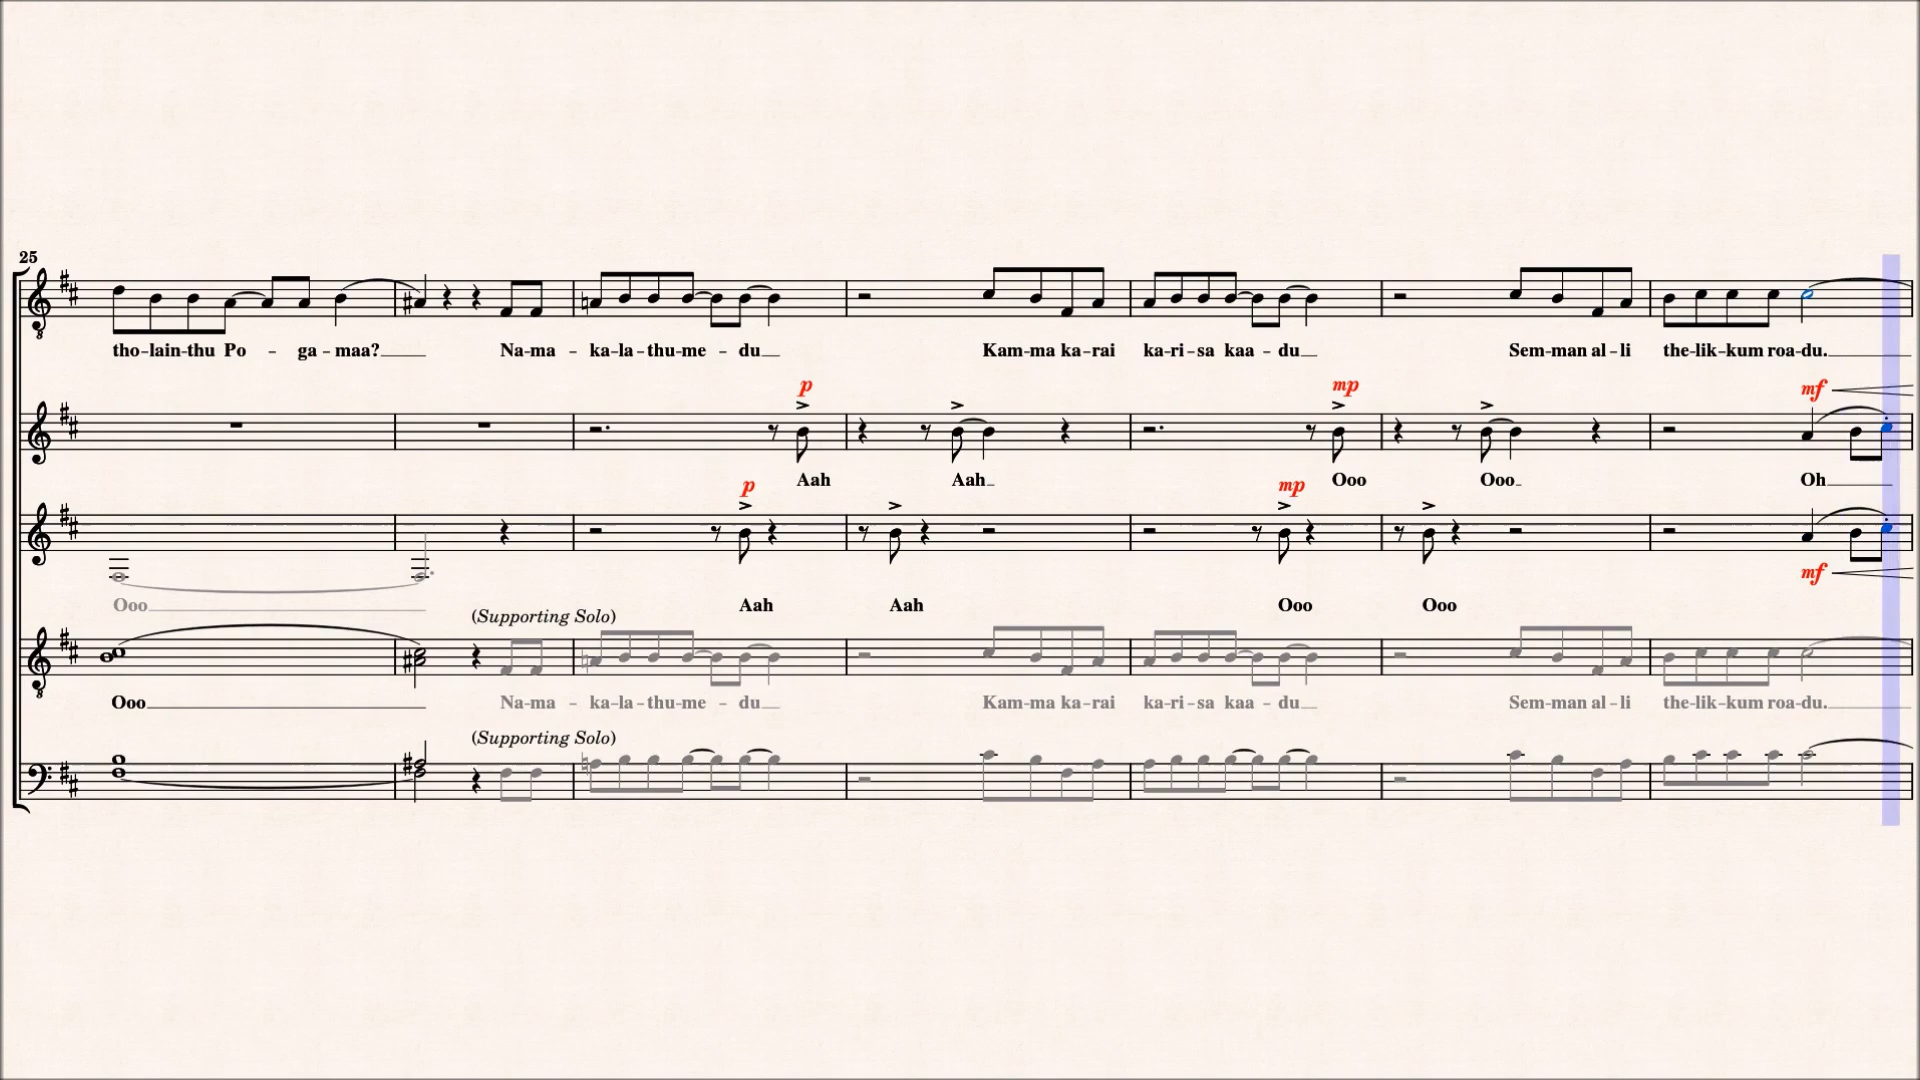 25
tho-lain-thu Po - ga-maa? Na-ma - ka-la-thu-me - du Kam-ma ka-rai ka-ri-sa kaa-du Sem-man al-li the-lik-kum roa-du.
p mp mf
Aah Aah Ooo Ooo Oh
p mp mf
Ooo Aah Aah Ooo Ooo
(Supporting Solo)
Ooo Na-ma - ka-la-thu-me - du Kam-ma ka-rai ka-ri-sa kaa-du Sem-man al-li the-lik-kum roa-du.
(Supporting Solo)